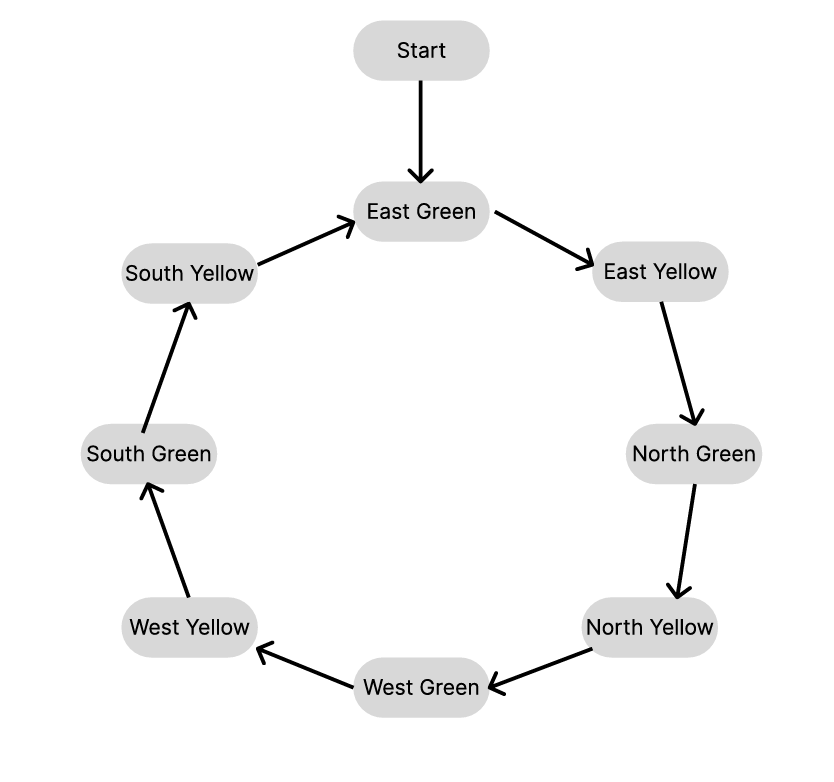 Start
East Green
East Yellow
North Green
North Yellow
West Green
West Yellow
South Green
South Yellow